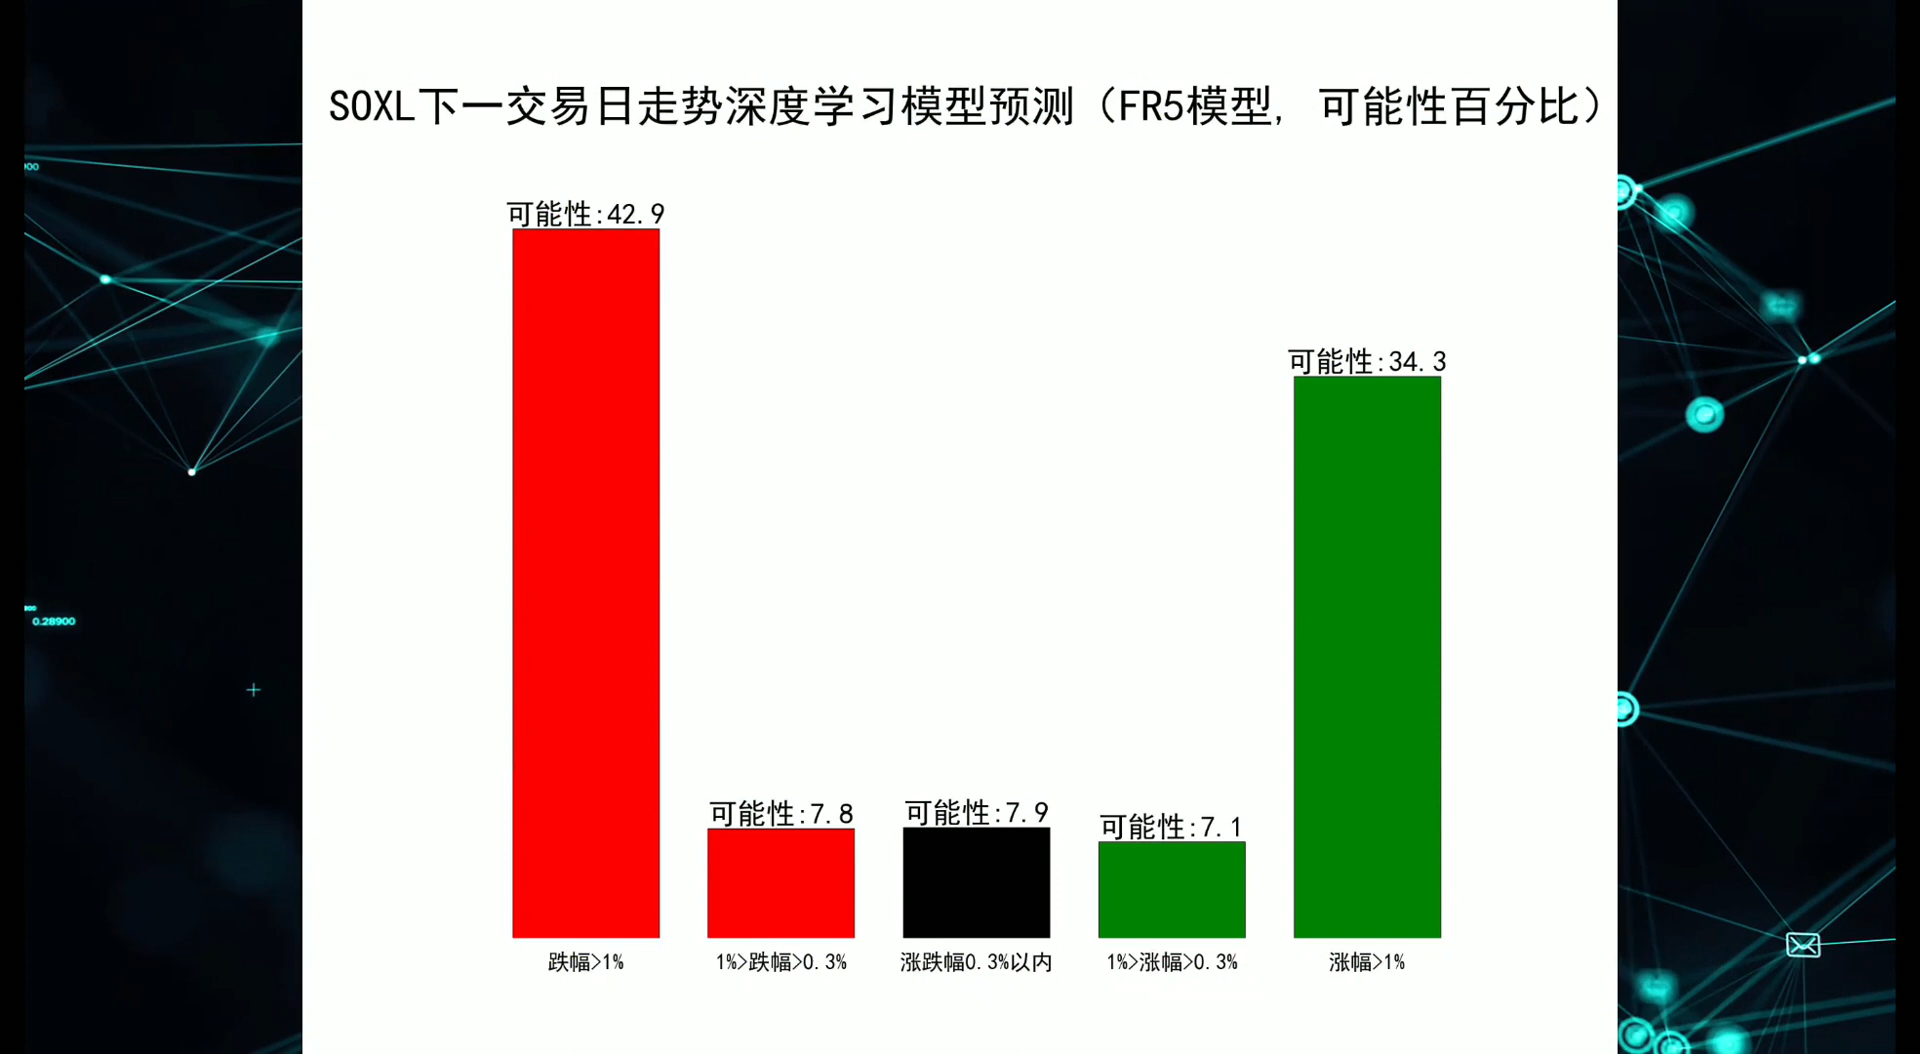 SOXL下一交易日走势深度学习模型预测（FR5模型, 可能性百分比）
可能性:42.9
可能性:34.3
可能性:7.8
可能性:7.9
可能性:7.1
跌幅>1%
1%>跌幅>0.3%
涨跌幅0.3%以内
1%>涨幅>0.3%
涨幅>1%
0.28900